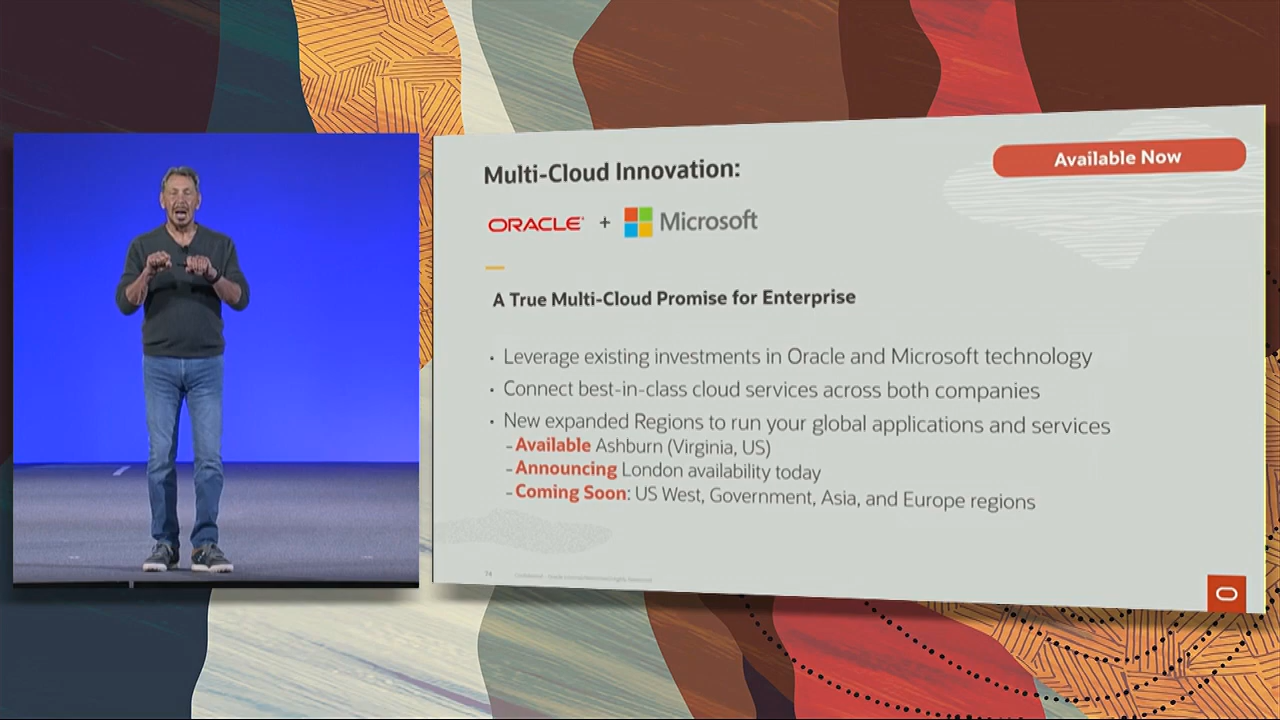 Multi-Cloud Innovation:
Available Now
ORACLE + Microsoft
A True Multi-Cloud Promise for Enterprise
• Leverage existing investments in Oracle and Microsoft technology
• Connect best-in-class cloud services across both companies
• New expanded Regions to run your global applications and services
– Available Ashburn (Virginia, US)
– Announcing London availability today
– Coming Soon: US West, Government, Asia, and Europe regions
74